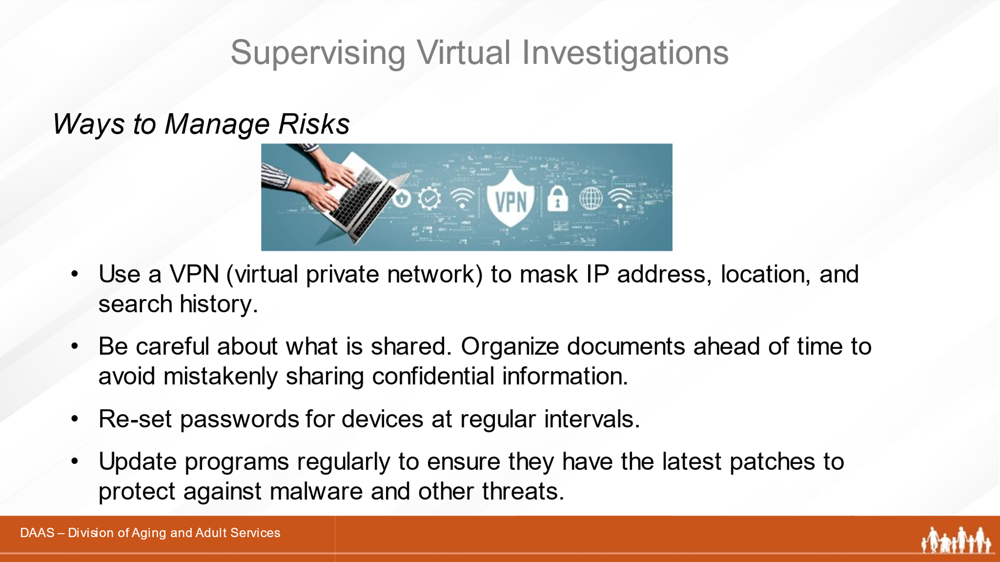 Supervising Virtual Investigations
Ways to Manage Risks
VPN
• Use a VPN (virtual private network) to mask IP address, location, and
search history.
• Be careful about what is shared. Organize documents ahead of time to
avoid mistakenly sharing confidential information.
• Re-set passwords for devices at regular intervals.
• Update programs regularly to ensure they have the latest patches to
protect against malware and other threats.
DAAS – Division of Aging and Adult Services